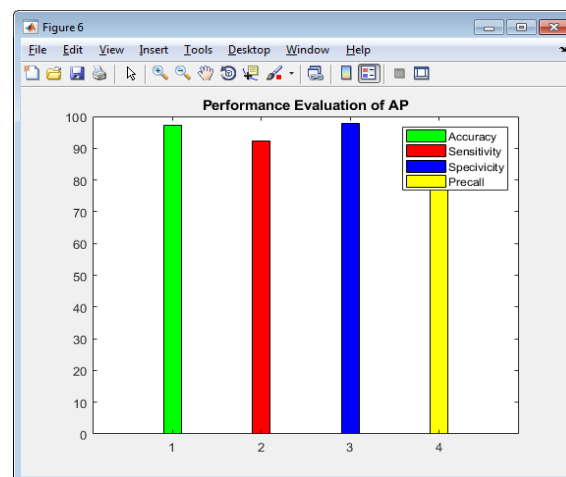 Figure 6
File Edit View Insert Tools Desktop Window Help
Performance Evaluation of AP
100
90
80
70
60
50
40
30
20
10
0
1 2 3 4
Accuracy
Sensitivity
Specivicity
Precall